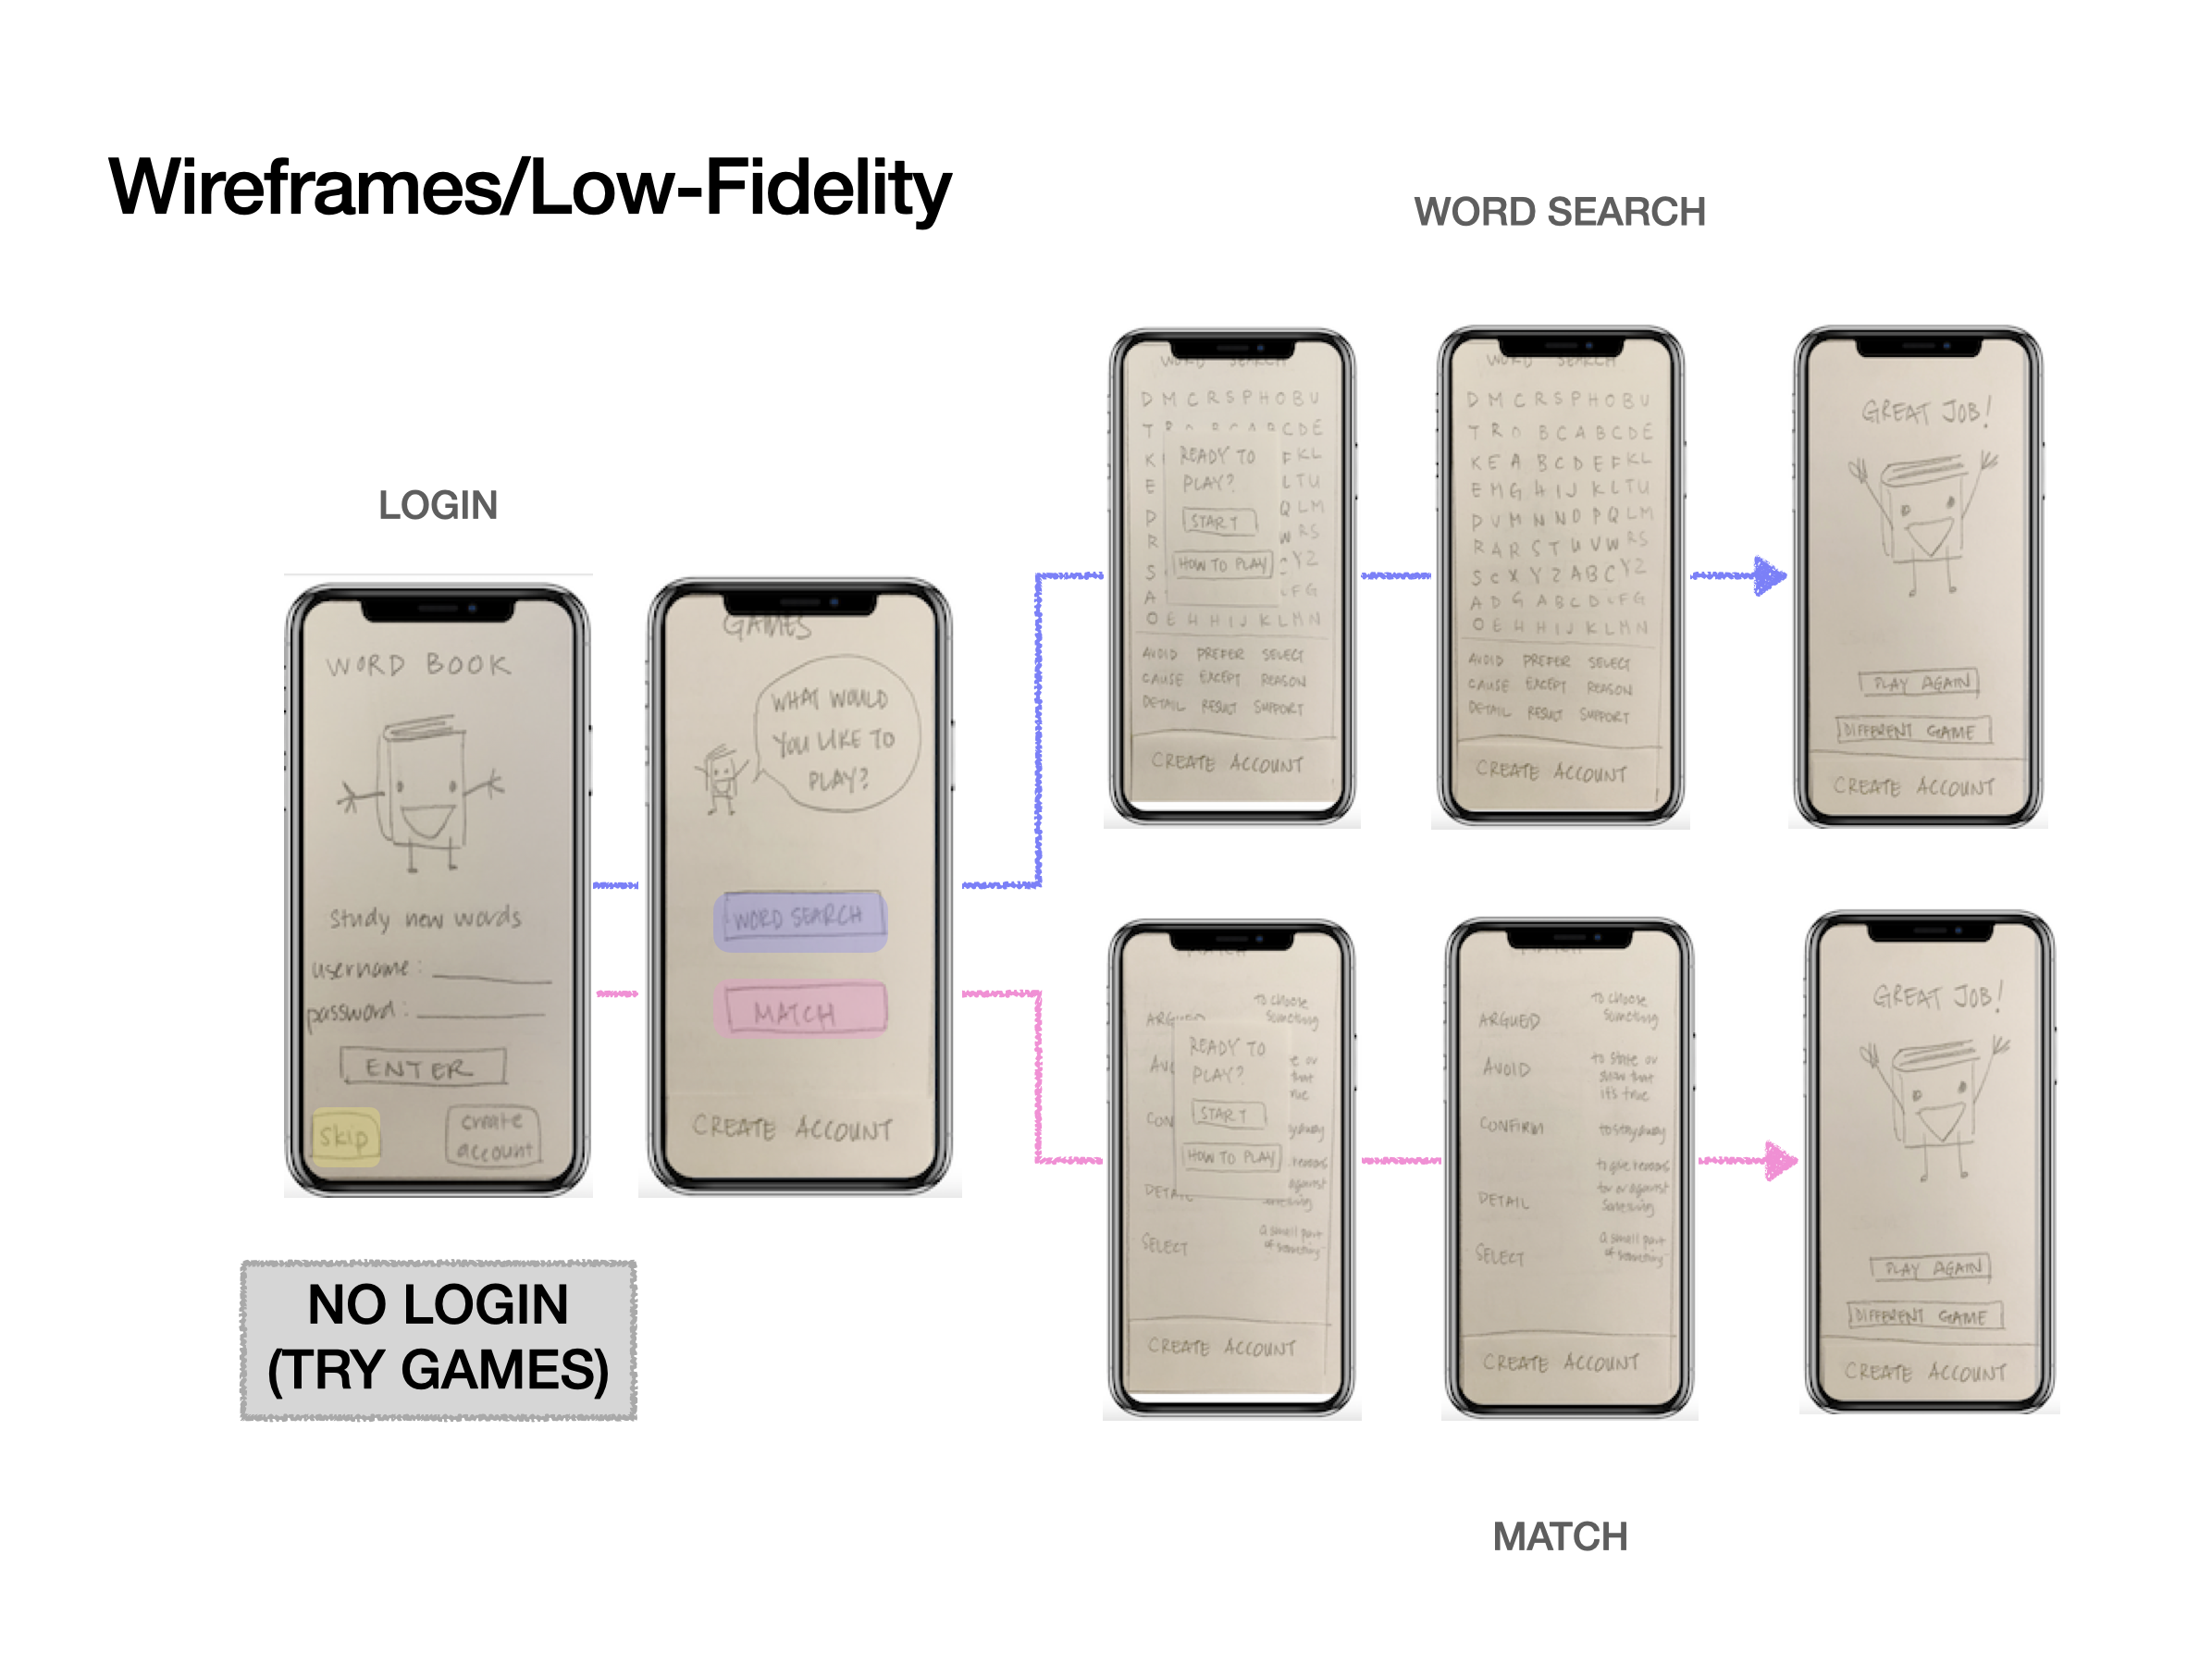 Wireframes/Low-Fidelity
WORD SEARCH
LOGIN
WORD BOOK
Study new words
username:
password:
ENTER
skip
create
account
NO LOGIN
(TRY GAMES)
GAMES
WHAT WOULD
YOU LIKE TO
PLAY?
WORD SEARCH
MATCH
CREATE ACCOUNT
WORD SEARCH
D M C R S P H O B U
T R C D E
K F K L
E L T U
D Q L M
R W R S
S C Y Z
A F G
O E H H I J K L M N
READY TO
PLAY?
START
HOW TO PLAY
AVOID PREFER SELECT
CAUSE EXCEPT REASON
DETAIL RESULT SUPPORT
CREATE ACCOUNT
WORD SEARCH
D M C R S P H O B U
T R O B C A B C D E
K E A B C D E F K L
E M G H I J K L T U
D U M N N O P Q L M
R A R S T U V W R S
S C X Y Z A B C Y Z
A D G A B C D E F G
O E H H I J K L M N
AVOID PREFER SELECT
CAUSE EXCEPT REASON
DETAIL RESULT SUPPORT
CREATE ACCOUNT
GREAT JOB!
PLAY AGAIN
DIFFERENT GAME
CREATE ACCOUNT
MATCH
to choose
something
READY TO
PLAY?
START
HOW TO PLAY
SELECT
a small part
of something
CREATE ACCOUNT
MATCH
ARGUED
to choose
something
AVOID
to state or
show that
it's true
CONFIRM
to stay away
DETAIL
to give reasons
for or against
something
SELECT
a small part
of something
CREATE ACCOUNT
GREAT JOB!
PLAY AGAIN
DIFFERENT GAME
CREATE ACCOUNT
MATCH